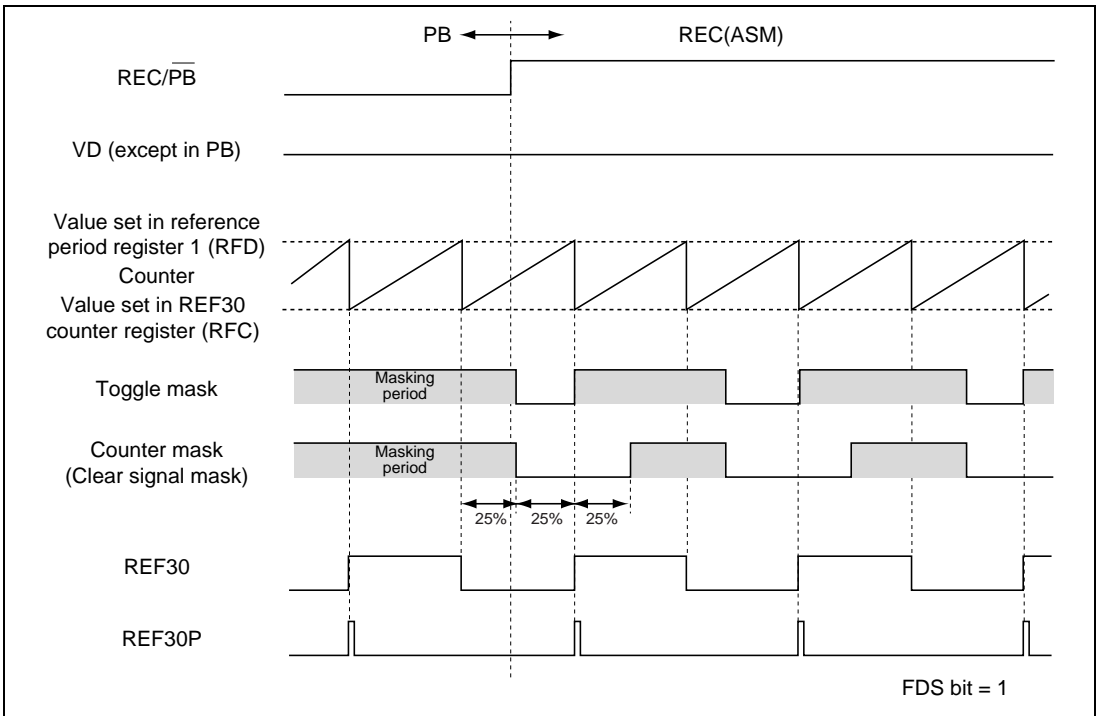 PB REC(ASM)
REC/P̅B̅
VD (except in PB)
Value set in reference
period register 1 (RFD)
Counter
Value set in REF30
counter register (RFC)
Toggle mask
Masking
period
Counter mask
(Clear signal mask)
Masking
period
25% 25% 25%
REF30
REF30P
FDS bit = 1